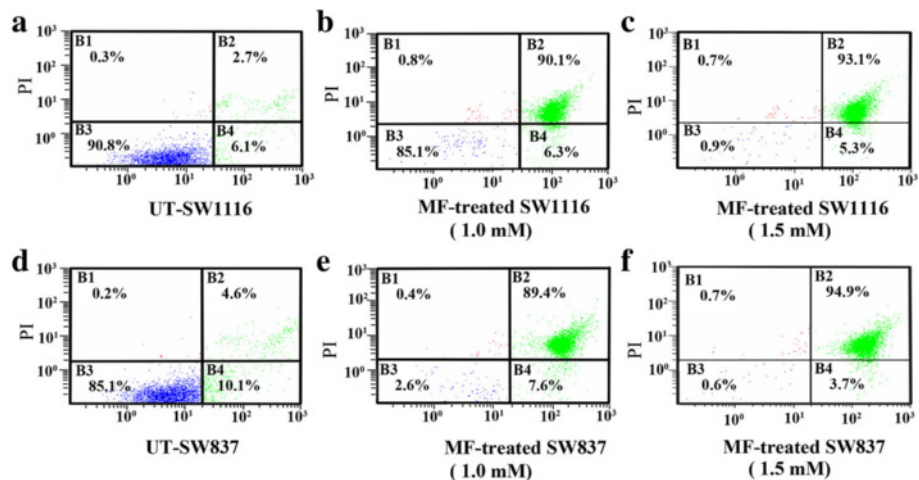 a b c
B1 B2 B1 B2 B1 B2
0.3% 2.7% 0.8% 90.1% 0.7% 93.1%
B3 B4 B3 B4 B3 B4
90.8% 6.1% 85.1% 6.3% 0.9% 5.3%
PI PI PI
10³ 10³ 10³
10² 10² 10²
10¹ 10¹ 10¹
10⁰ 10⁰ 10⁰
10⁰ 10¹ 10² 10³ 10⁰ 10¹ 10² 10³ 10⁰ 10¹ 10² 10³
UT-SW1116 MF-treated SW1116 MF-treated SW1116
( 1.0 mM) ( 1.5 mM)
d e f
B1 B2 B1 B2 B1 B2
0.2% 4.6% 0.4% 89.4% 0.7% 94.9%
B3 B4 B3 B4 B3 B4
85.1% 10.1% 2.6% 7.6% 0.6% 3.7%
PI PI PI
10³ 10³ 10³
10² 10² 10²
10¹ 10¹ 10¹
10⁰ 10⁰ 10⁰
10⁰ 10¹ 10² 10³ 10⁰ 10¹ 10² 10³ 10⁰ 10¹ 10² 10³
UT-SW837 MF-treated SW837 MF-treated SW837
( 1.0 mM) ( 1.5 mM)